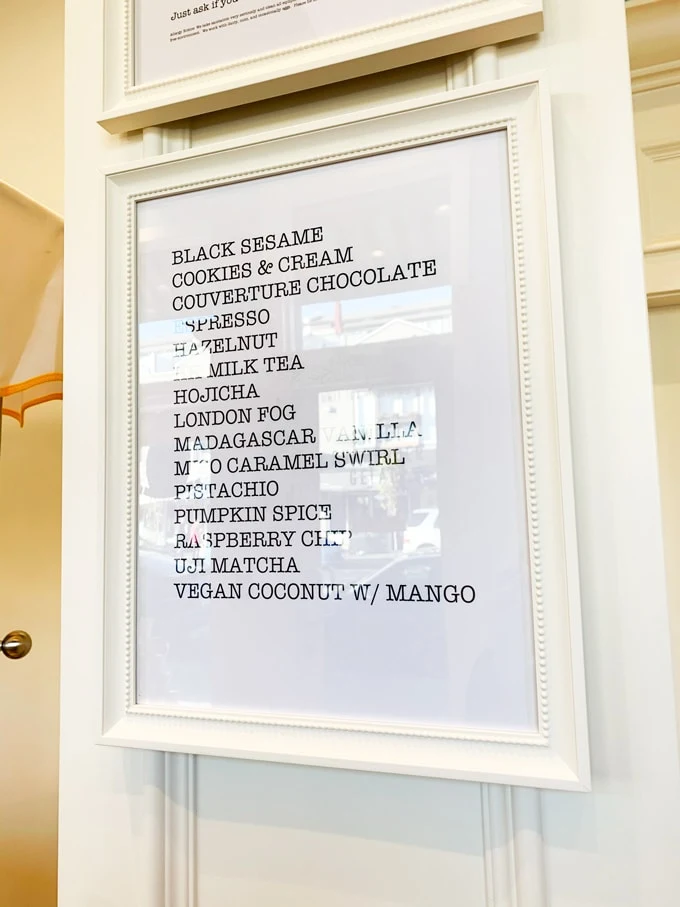 Just ask if you
BLACK SESAME
COOKIES & CREAM
COUVERTURE CHOCOLATE
ESPRESSO
HAZELNUT
MILK TEA
HOJICHA
LONDON FOG
MADAGASCAR VANILLA
CARAMEL SWIRL
PISTACHIO
PUMPKIN SPICE
RASPBERRY CHIP
UJI MATCHA
VEGAN COCONUT W/ MANGO